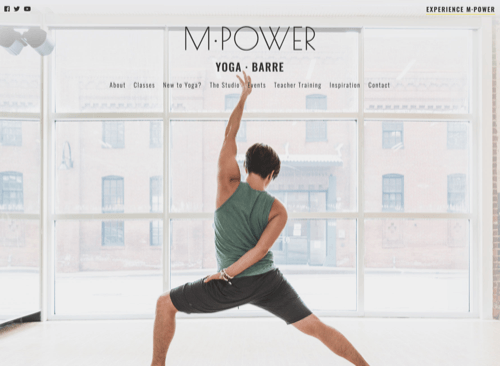 EXPERIENCE M·POWER
M·POWER
YOGA · BARRE
About Classes New to Yoga? The Studio Events Teacher Training Inspiration Contact